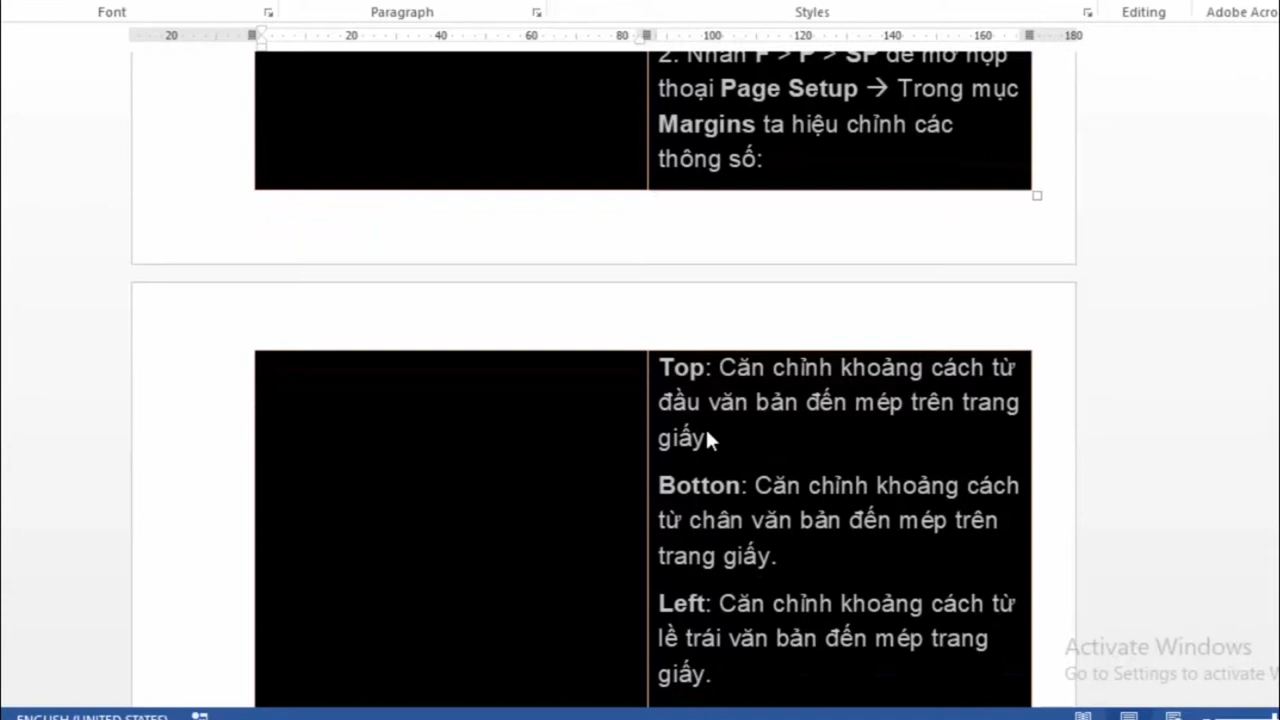 Font Paragraph Styles Editing Adobe Acro
20 20 40 60 80 100 120 140 160 180
2. Nhấn F > P > SP để mở hộp
thoại Page Setup → Trong mục
Margins ta hiệu chỉnh các
thông số:
Top: Căn chỉnh khoảng cách từ
đầu văn bản đến mép trên trang
giấy
Botton: Căn chỉnh khoảng cách
từ chân văn bản đến mép trên
trang giấy.
Left: Căn chỉnh khoảng cách từ
lề trái văn bản đến mép trang
giấy.
Activate Windows
Go to Settings to activate W
ENGLISH (UNITED STATES)